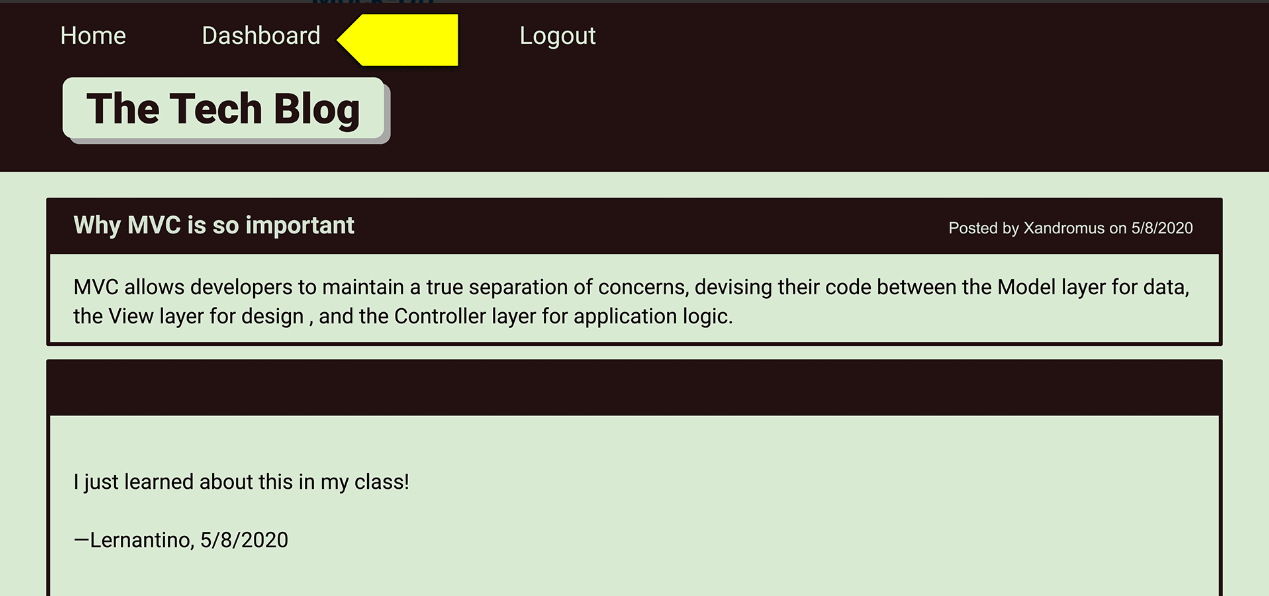 Home Dashboard Logout
The Tech Blog
Why MVC is so important
Posted by Xandromus on 5/8/2020
MVC allows developers to maintain a true separation of concerns, devising their code between the Model layer for data,
the View layer for design , and the Controller layer for application logic.
I just learned about this in my class!
—Lernantino, 5/8/2020